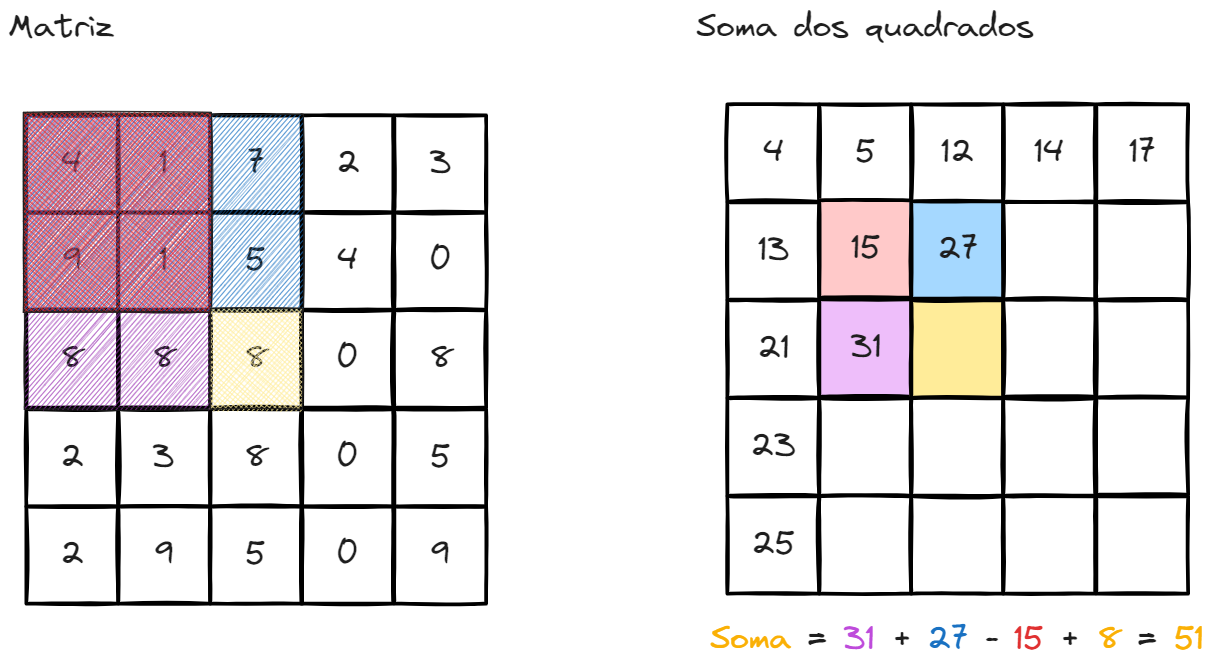 Matriz
Soma dos quadrados
4 1 7 2 3
9 1 5 4 0
8 8 8 0 8
2 3 8 0 5
2 9 5 0 9
4 5 12 14 17
13 15 27
21 31
23
25
Soma = 31 + 27 - 15 + 8 = 51